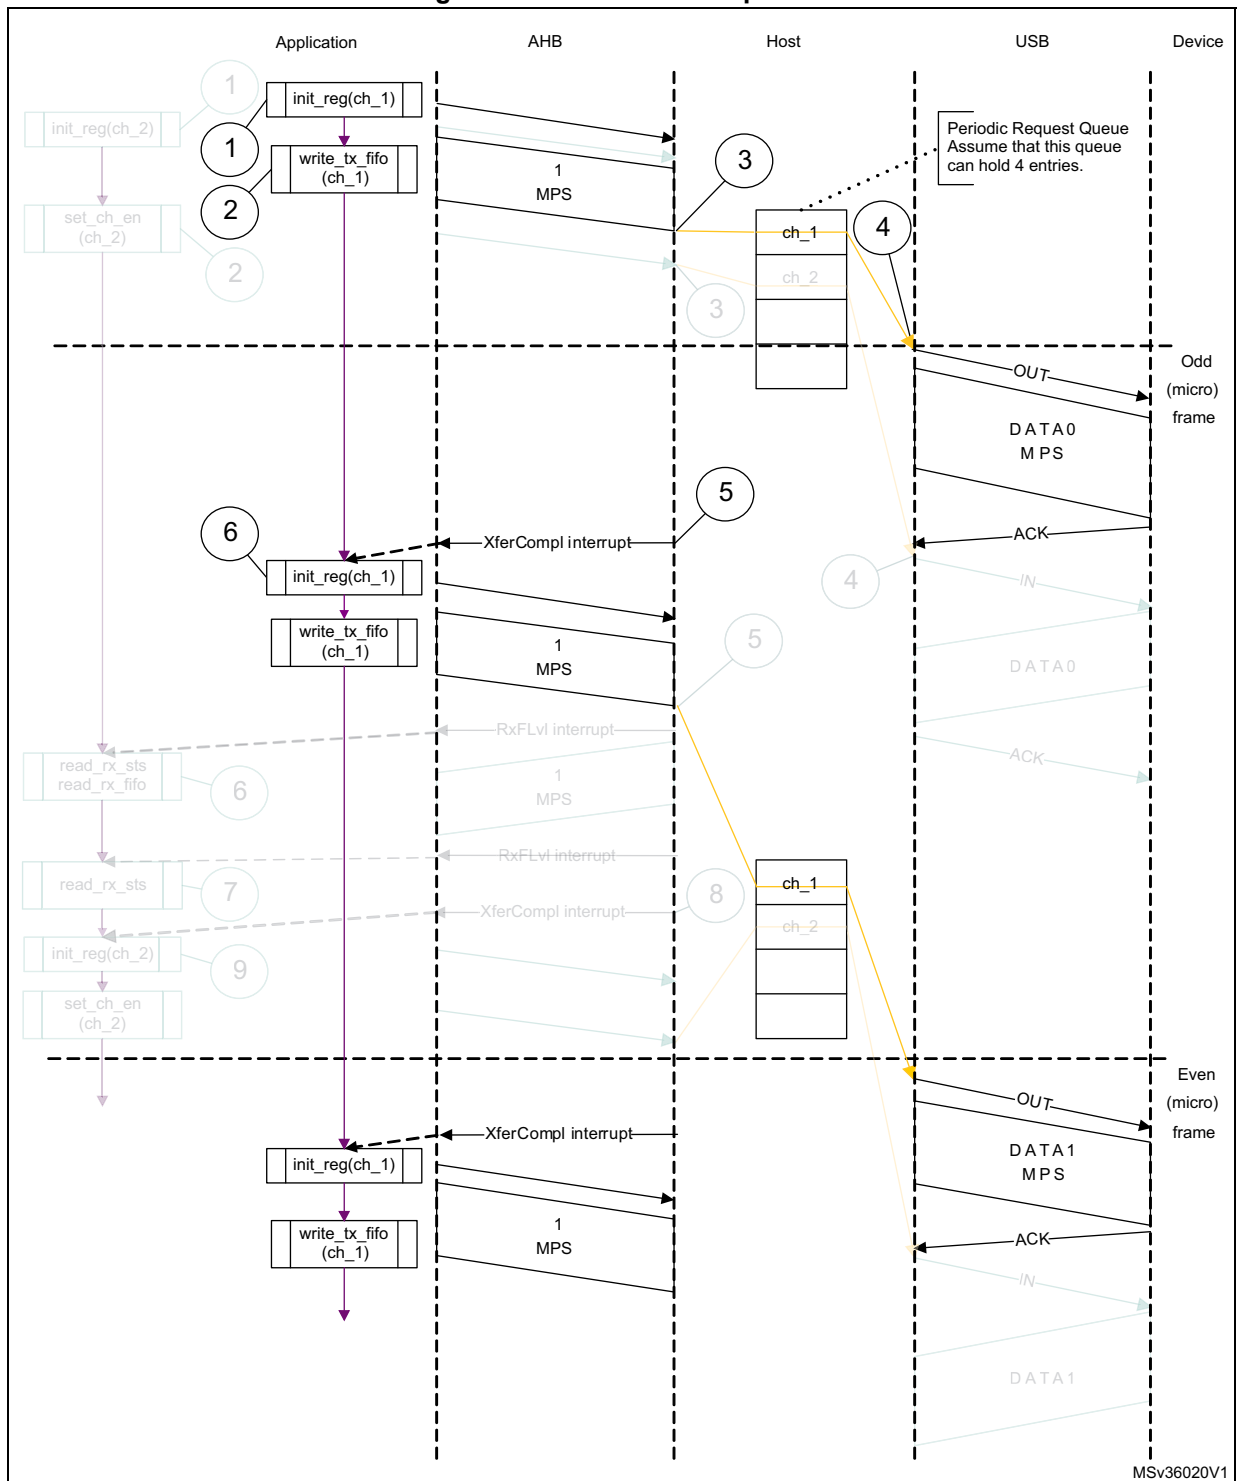 Application
AHB
Host
USB
Device
1
init_reg(ch_2)
init_reg(ch_1)
1
write_tx_fifo
(ch_1)
2
1
MPS
3
Periodic Request Queue
Assume that this queue
can hold 4 entries.
set_ch_en
(ch_2)
2
ch_1
ch_2
3
4
Odd
(micro)
frame
OUT
DATA0
MPS
ACK
5
6
XferCompl interrupt
init_reg(ch_1)
write_tx_fifo
(ch_1)
1
MPS
4
IN
5
DATA0
RxFLvl interrupt
ACK
read_rx_sts
read_rx_fifo
6
1
MPS
RxFLvl interrupt
read_rx_sts
7
XferCompl interrupt
8
ch_1
ch_2
init_reg(ch_2)
9
set_ch_en
(ch_2)
Even
(micro)
frame
OUT
XferCompl interrupt
init_reg(ch_1)
DATA1
MPS
write_tx_fifo
(ch_1)
1
MPS
ACK
IN
DATA1
MSv36020V1